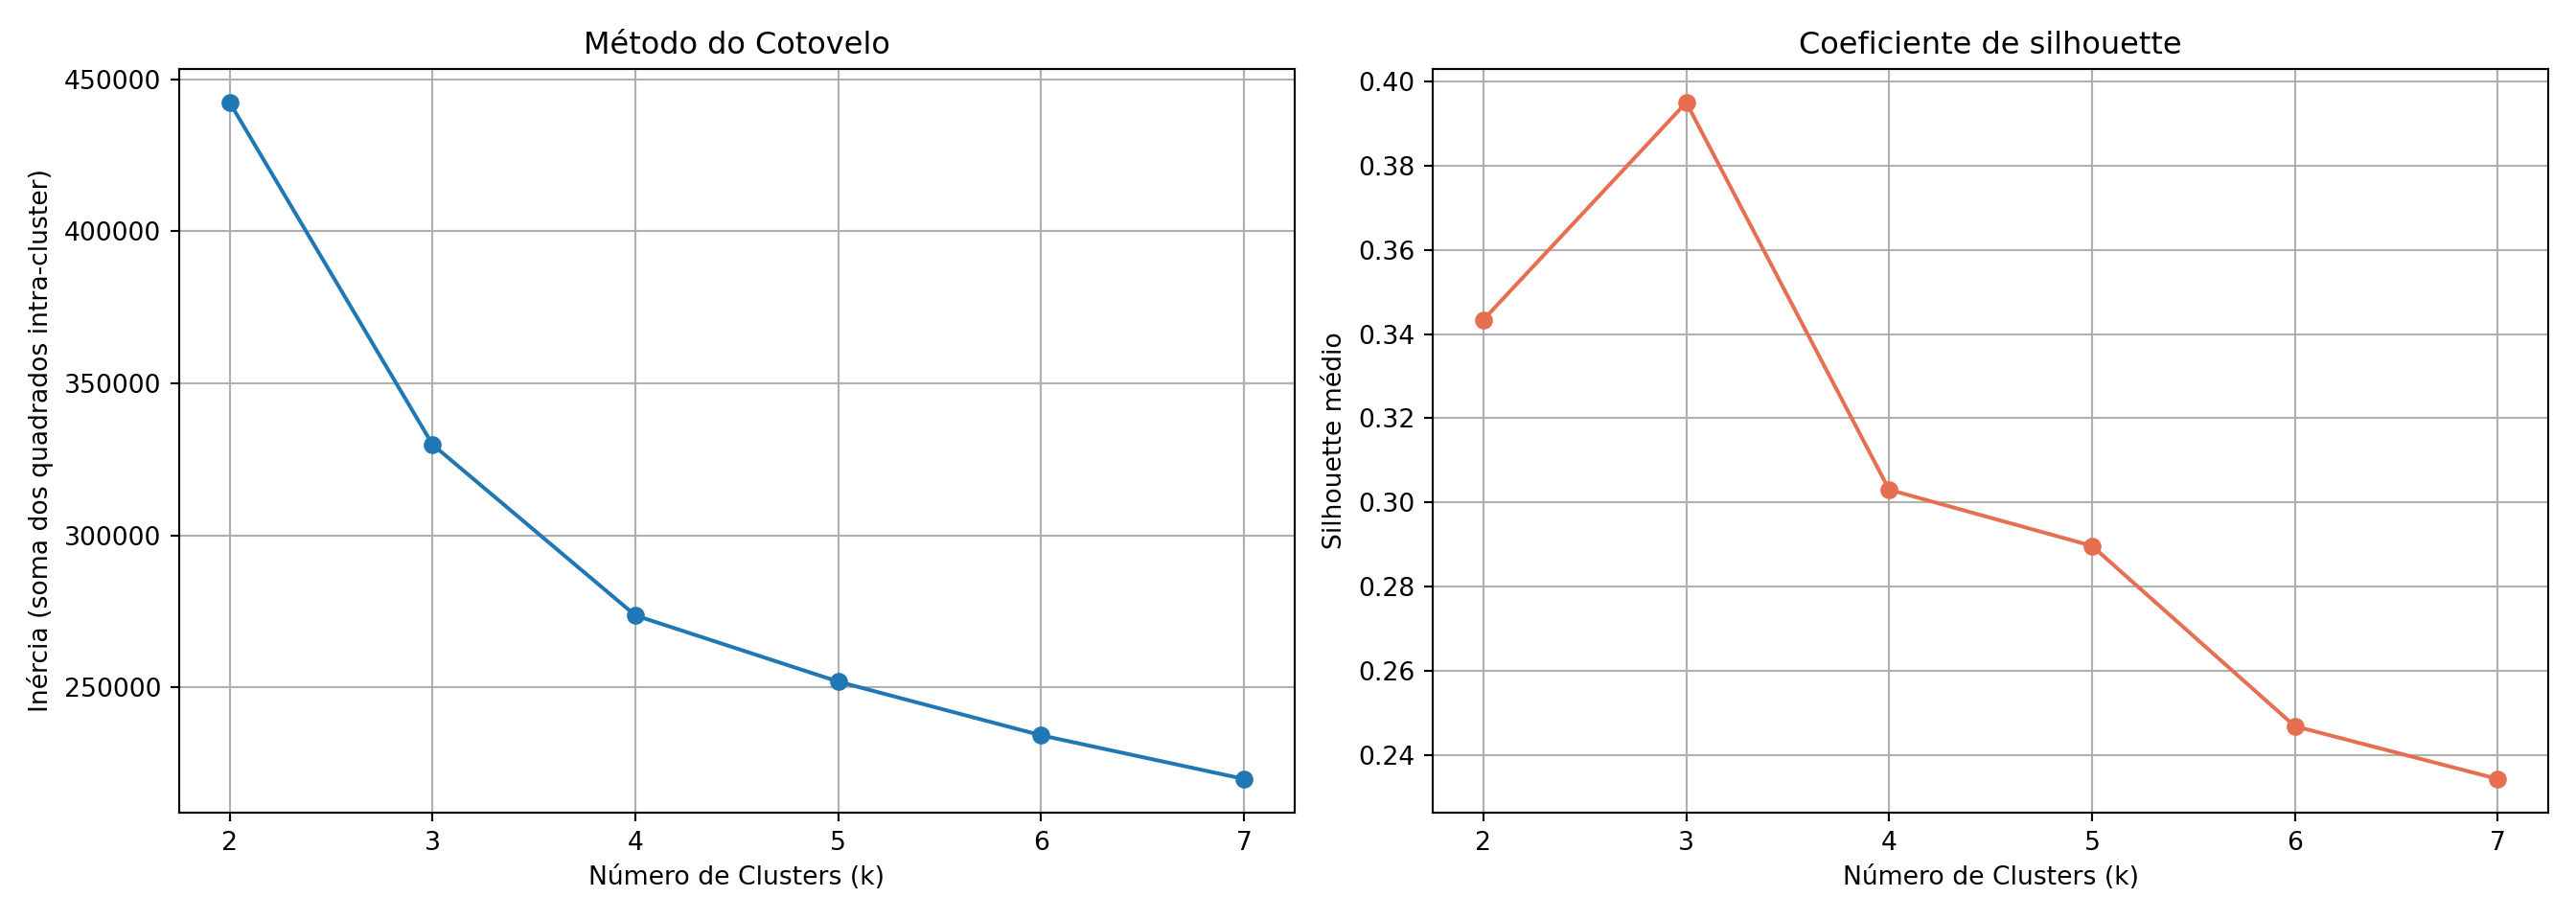 Método do Cotovelo
450000
400000
350000
300000
250000
Inércia (soma dos quadrados intra-cluster)
2 3 4 5 6 7
Número de Clusters (k)
Coeficiente de silhouette
0.40
0.38
0.36
0.34
0.32
0.30
0.28
0.26
0.24
Silhouette médio
2 3 4 5 6 7
Número de Clusters (k)